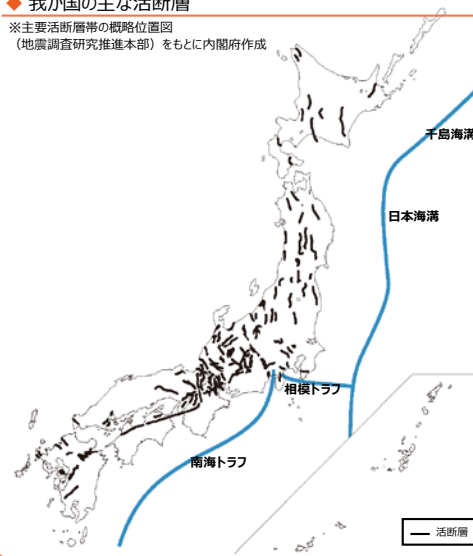 ◆ 我が国の主な活断層
※主要活断層帯の概略位置図
（地震調査研究推進本部）をもとに内閣府作成
千島海溝
日本海溝
相模トラフ
南海トラフ
活断層